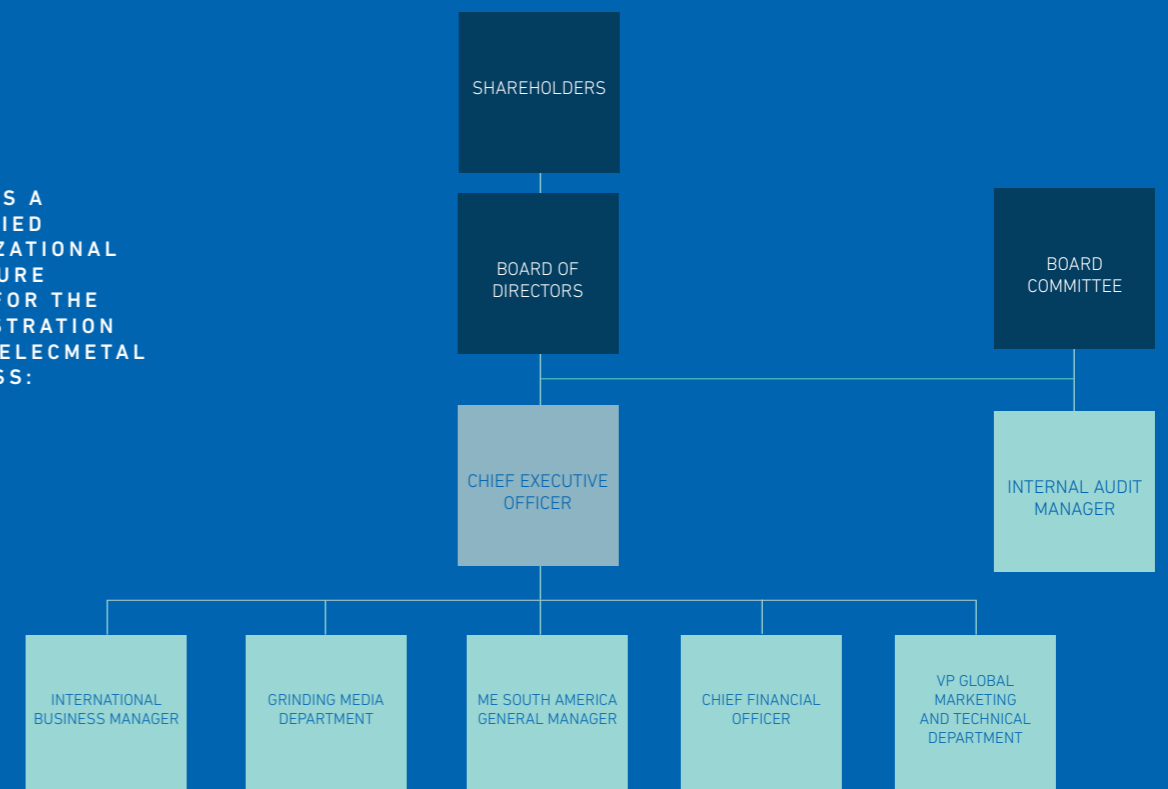 S A
IED
ZATIONAL
URE
FOR THE
STRATION
ELECMETAL
SS:
SHAREHOLDERS
BOARD OF
DIRECTORS
BOARD
COMMITTEE
CHIEF EXECUTIVE
OFFICER
INTERNAL AUDIT
MANAGER
INTERNATIONAL
BUSINESS MANAGER
GRINDING MEDIA
DEPARTMENT
ME SOUTH AMERICA
GENERAL MANAGER
CHIEF FINANCIAL
OFFICER
VP GLOBAL
MARKETING
AND TECHNICAL
DEPARTMENT